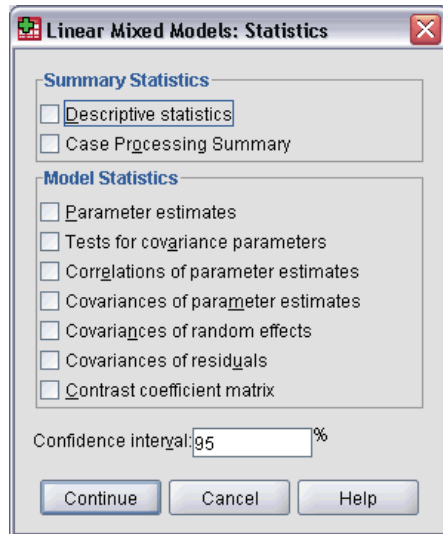 Linear Mixed Models: Statistics
Summary Statistics
Descriptive statistics
Case Processing Summary
Model Statistics
Parameter estimates
Tests for covariance parameters
Correlations of parameter estimates
Covariances of parameter estimates
Covariances of random effects
Covariances of residuals
Contrast coefficient matrix
Confidence interval: 95 %
Continue Cancel Help